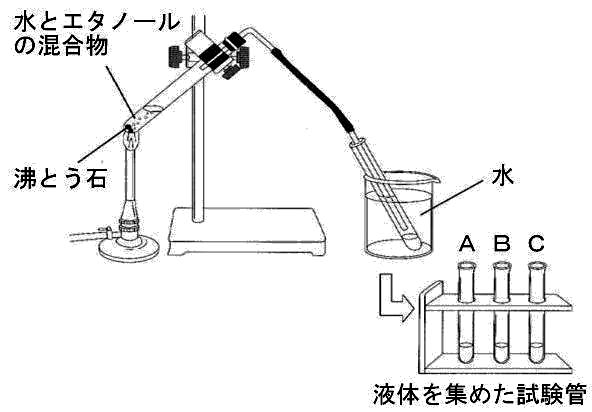 水とエタノール
の混合物
沸とう石
水
A B C
液体を集めた試験管